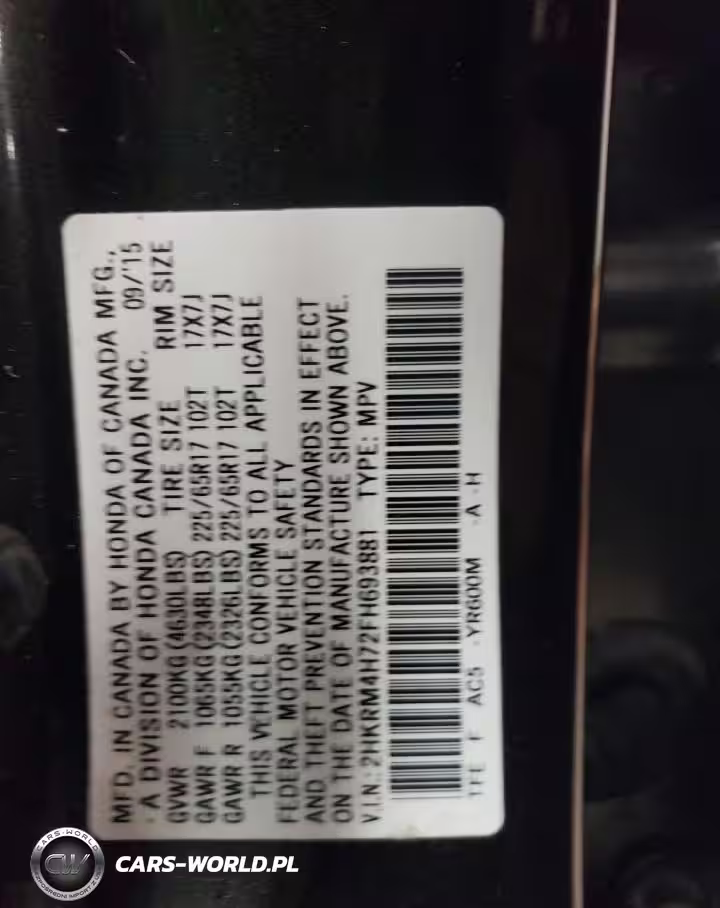 MFD. IN CANADA BY HONDA OF CANADA MFG.,
- A DIVISION OF HONDA CANADA INC. 09/'15
GVWR 2100KG(4630LBS) TIRE SIZE RIM SIZE
GAWR F 1065KG(2348LBS) 225/65R17 102T 17X7J
GAWR R 1055KG(2326LBS) 225/65R17 102T 17X7J
THIS VEHICLE CONFORMS TO ALL APPLICABLE
FEDERAL MOTOR VEHICLE SAFETY
AND THEFT PREVENTION STANDARDS IN EFFECT
ON THE DATE OF MANUFACTURE SHOWN ABOVE.
V.I.N.:2HKRM4H72FH693881 TYPE: MPV
F AC5 -YR600M -A -H
CARS-WORLD
CW
CARS-WORLD.PL